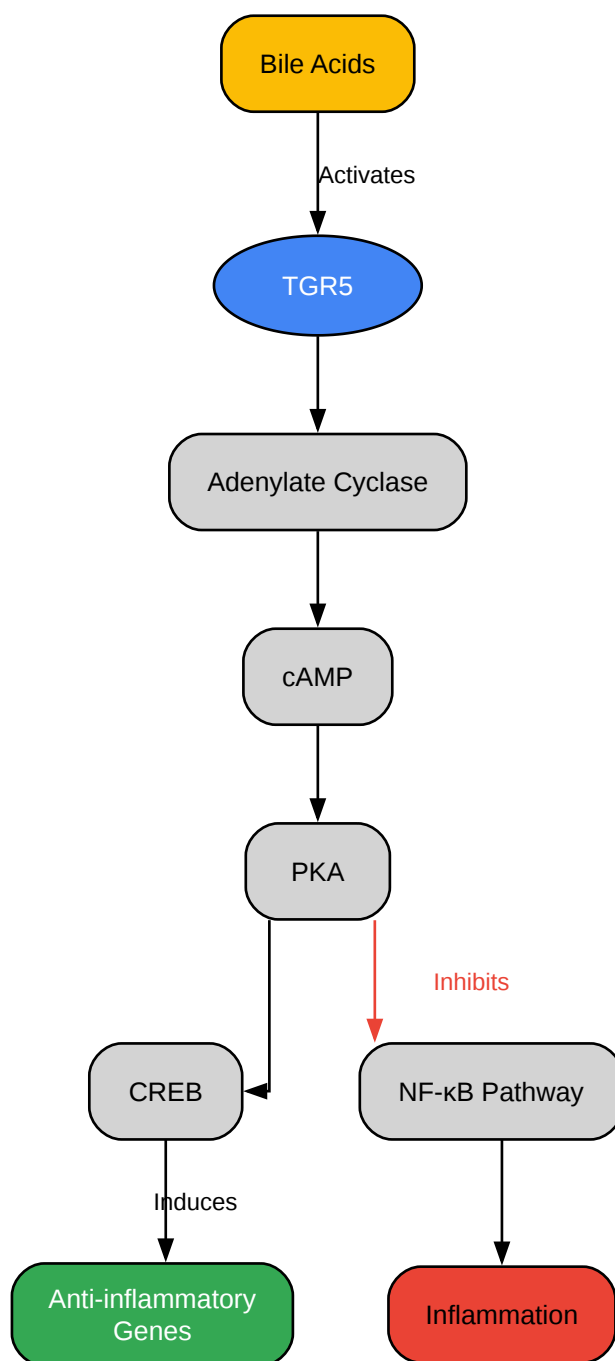 Bile Acids
Activates
TGR5
Adenylate Cyclase
cAMP
PKA
Inhibits
CREB
NF-κB Pathway
Induces
Anti-inflammatory
Genes
Inflammation